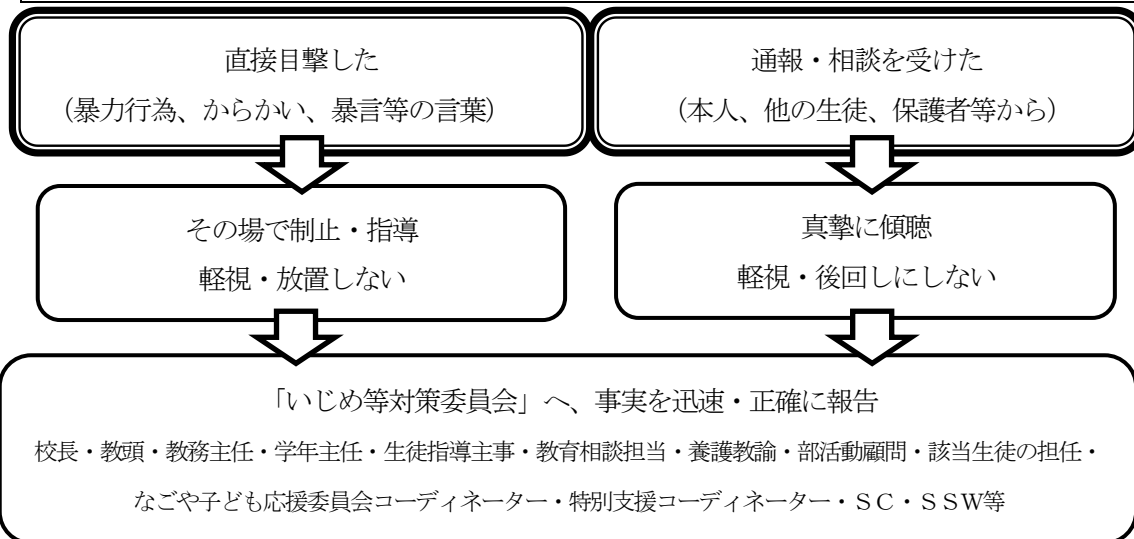 直接目撃した
（暴力行為、からかい、暴言等の言葉）
通報・相談を受けた
（本人、他の生徒、保護者等から）
その場で制止・指導
軽視・放置しない
真摯に傾聴
軽視・後回しにしない
「いじめ等対策委員会」へ、事実を迅速・正確に報告
校長・教頭・教務主任・学年主任・生徒指導主事・教育相談担当・養護教諭・部活動顧問・該当生徒の担任・
なごや子ども応援委員会コーディネーター・特別支援コーディネーター・ＳＣ・ＳＳＷ等